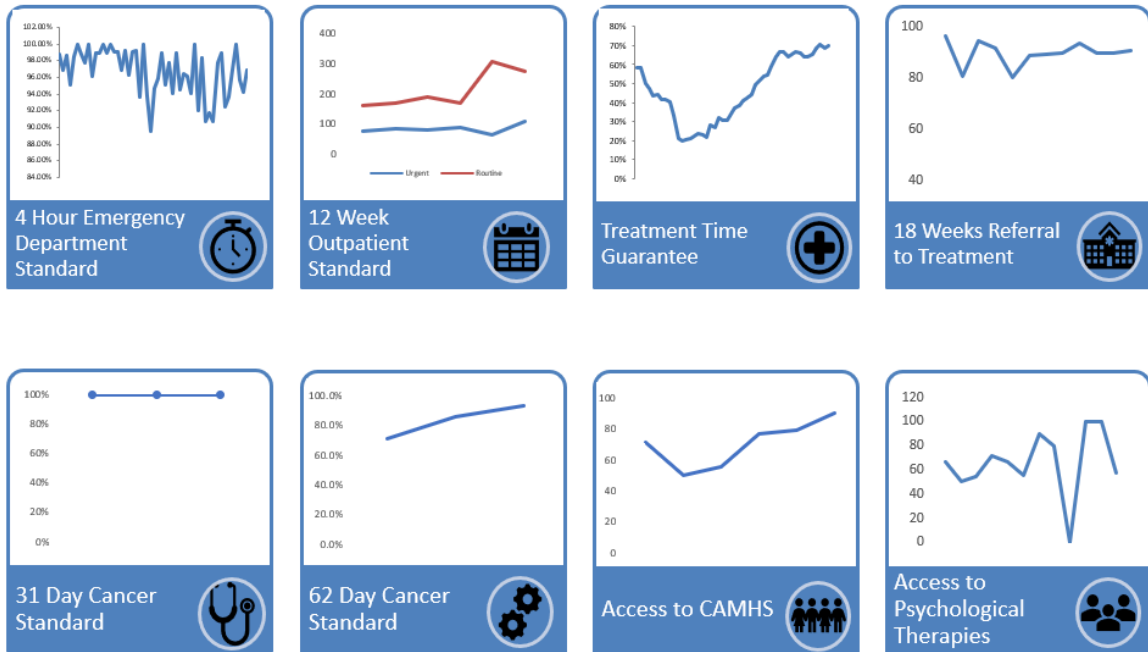 102.00%
100.00%
98.00%
96.00%
94.00%
92.00%
90.00%
88.00%
86.00%
84.00%
4 Hour Emergency
Department
Standard
400
300
200
100
0
Urgent Routine
12 Week
Outpatient
Standard
80%
70%
60%
50%
40%
30%
20%
10%
0%
Treatment Time
Guarantee
100
80
60
40
18 Weeks Referral
to Treatment
100%
80%
60%
40%
20%
0%
31 Day Cancer
Standard
100.0%
80.0%
60.0%
40.0%
20.0%
0.0%
62 Day Cancer
Standard
100
80
60
40
20
0
Access to CAMHS
120
100
80
60
40
20
0
Access to
Psychological
Therapies